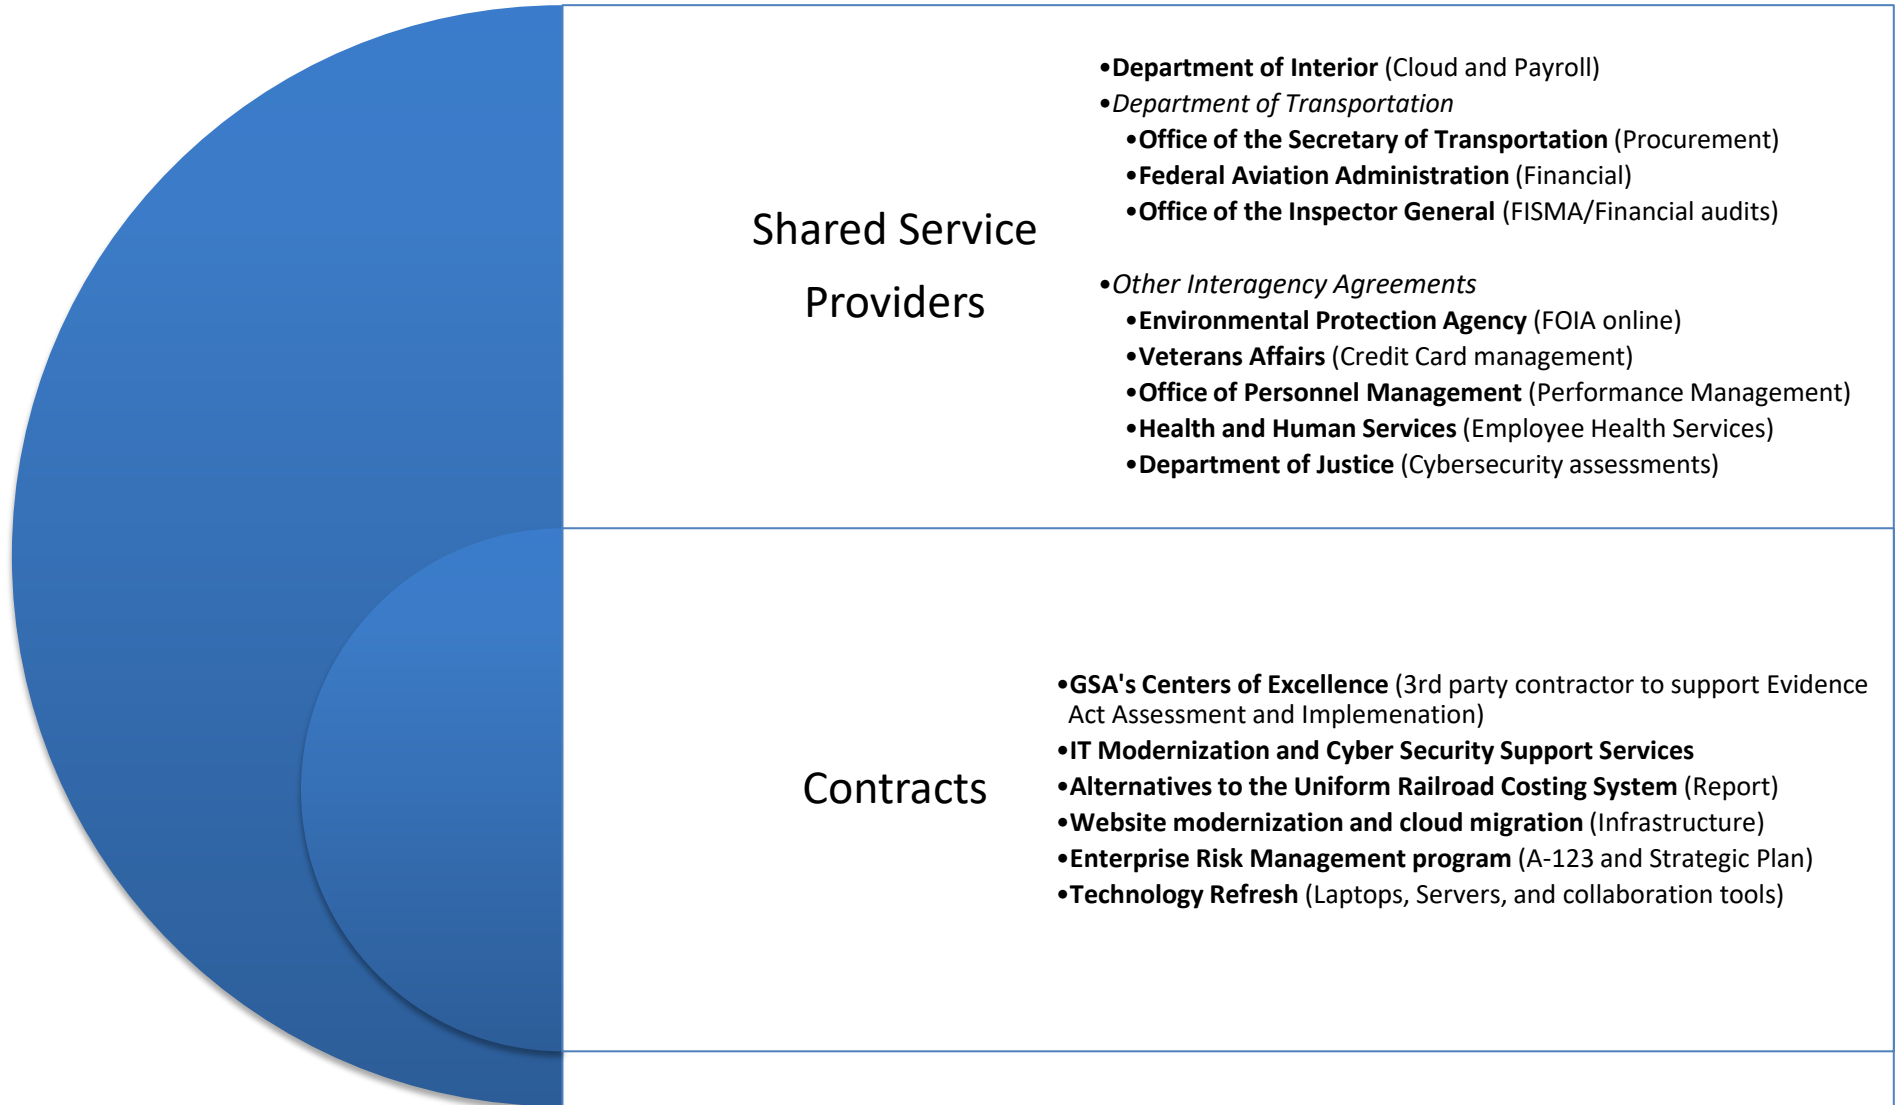 Shared Service
Providers
•Department of Interior (Cloud and Payroll)
•Department of Transportation
•Office of the Secretary of Transportation (Procurement)
•Federal Aviation Administration (Financial)
•Office of the Inspector General (FISMA/Financial audits)
•Other Interagency Agreements
•Environmental Protection Agency (FOIA online)
•Veterans Affairs (Credit Card management)
•Office of Personnel Management (Performance Management)
•Health and Human Services (Employee Health Services)
•Department of Justice (Cybersecurity assessments)
Contracts
•GSA's Centers of Excellence (3rd party contractor to support Evidence
Act Assessment and Implemenation)
•IT Modernization and Cyber Security Support Services
•Alternatives to the Uniform Railroad Costing System (Report)
•Website modernization and cloud migration (Infrastructure)
•Enterprise Risk Management program (A-123 and Strategic Plan)
•Technology Refresh (Laptops, Servers, and collaboration tools)